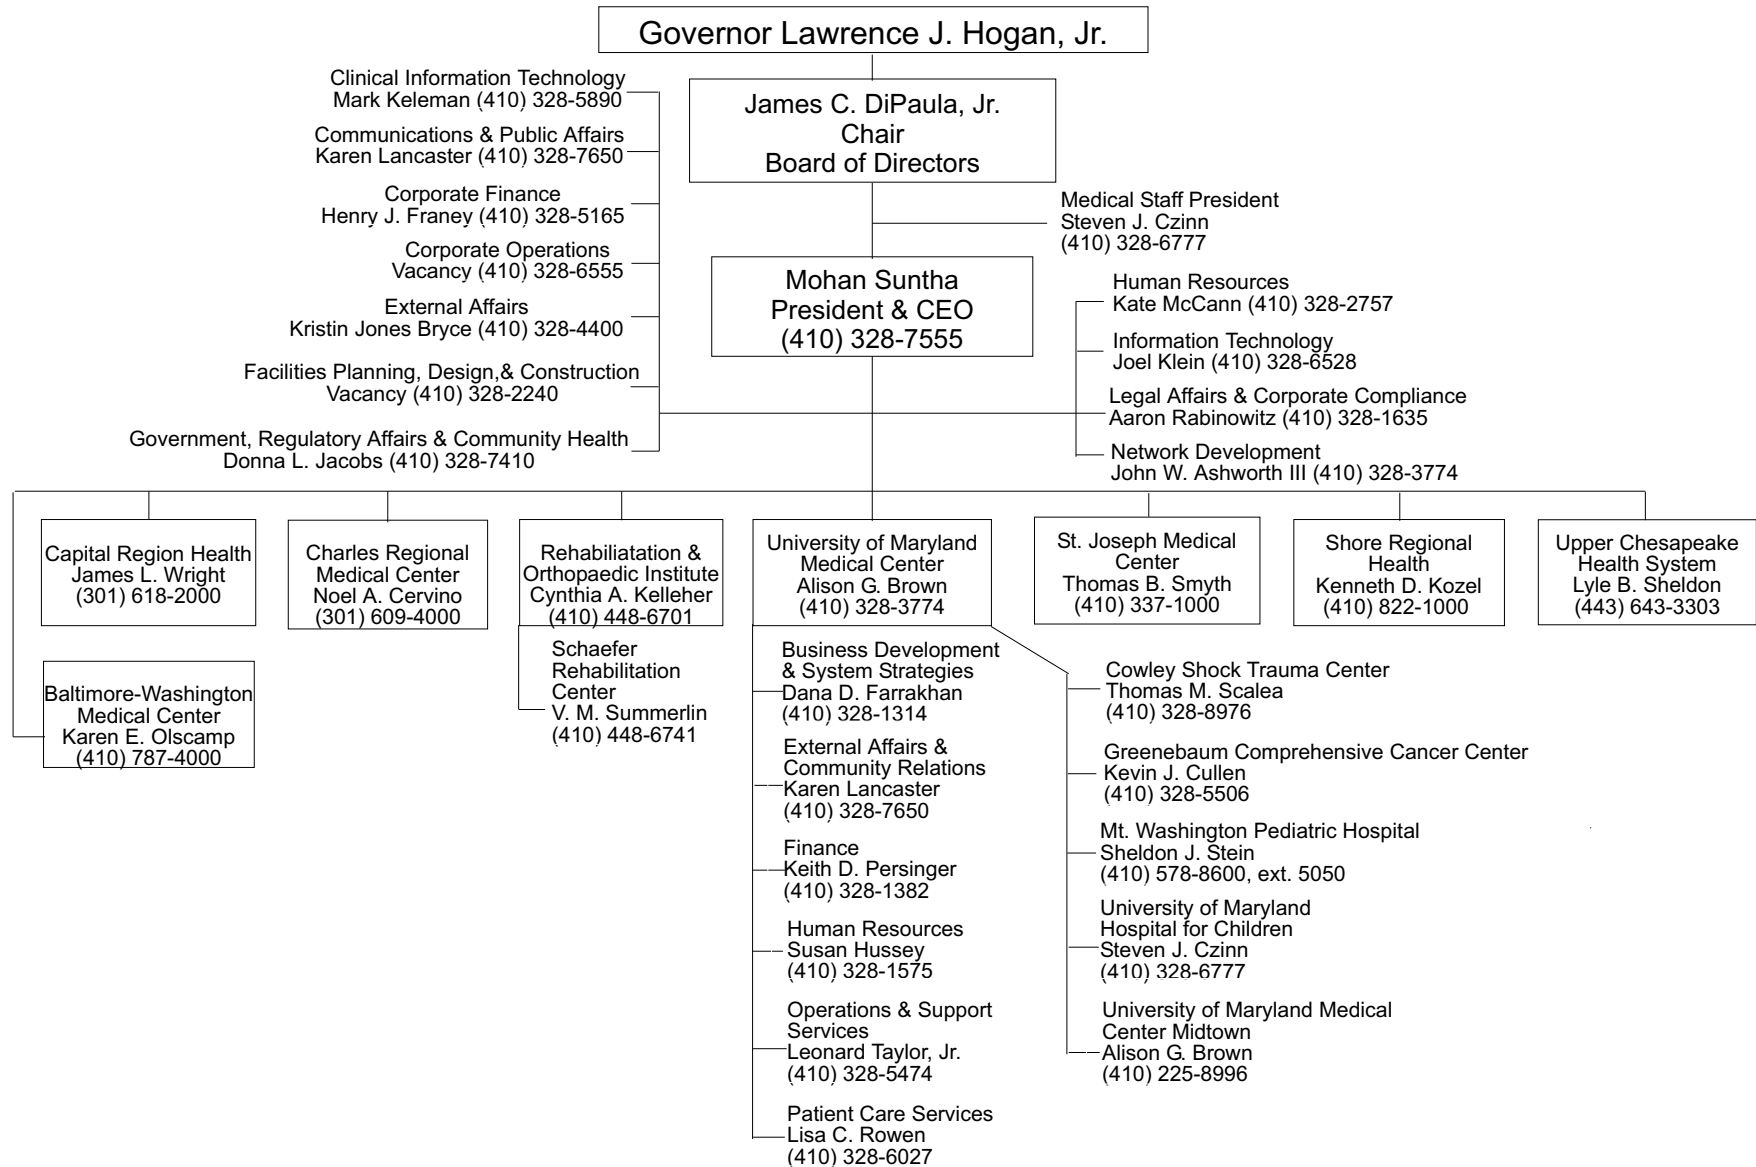 Governor Lawrence J. Hogan, Jr.
James C. DiPaula, Jr.
Chair
Board of Directors
Clinical Information Technology
Mark Keleman (410) 328-5890
Communications & Public Affairs
Karen Lancaster (410) 328-7650
Corporate Finance
Henry J. Franey (410) 328-5165
Corporate Operations
Vacancy (410) 328-6555
External Affairs
Kristin Jones Bryce (410) 328-4400
Facilities Planning, Design,& Construction
Vacancy (410) 328-2240
Government, Regulatory Affairs & Community Health
Donna L. Jacobs (410) 328-7410
Medical Staff President
Steven J. Czinn
(410) 328-6777
Mohan Suntha
President & CEO
(410) 328-7555
Human Resources
Kate McCann (410) 328-2757
Information Technology
Joel Klein (410) 328-6528
Legal Affairs & Corporate Compliance
Aaron Rabinowitz (410) 328-1635
Network Development
John W. Ashworth III (410) 328-3774
Capital Region Health
James L. Wright
(301) 618-2000
Charles Regional
Medical Center
Noel A. Cervino
(301) 609-4000
Rehabiliatation &
Orthopaedic Institute
Cynthia A. Kelleher
(410) 448-6701
University of Maryland
Medical Center
Alison G. Brown
(410) 328-3774
St. Joseph Medical
Center
Thomas B. Smyth
(410) 337-1000
Shore Regional
Health
Kenneth D. Kozel
(410) 822-1000
Upper Chesapeake
Health System
Lyle B. Sheldon
(443) 643-3303
Baltimore-Washington
Medical Center
Karen E. Olscamp
(410) 787-4000
Schaefer
Rehabilitation
Center
V. M. Summerlin
(410) 448-6741
Business Development
& System Strategies
Dana D. Farrakhan
(410) 328-1314
External Affairs &
Community Relations
Karen Lancaster
(410) 328-7650
Finance
Keith D. Persinger
(410) 328-1382
Human Resources
Susan Hussey
(410) 328-1575
Operations & Support
Services
Leonard Taylor, Jr.
(410) 328-5474
Patient Care Services
Lisa C. Rowen
(410) 328-6027
Cowley Shock Trauma Center
Thomas M. Scalea
(410) 328-8976
Greenebaum Comprehensive Cancer Center
Kevin J. Cullen
(410) 328-5506
Mt. Washington Pediatric Hospital
Sheldon J. Stein
(410) 578-8600, ext. 5050
University of Maryland
Hospital for Children
Steven J. Czinn
(410) 328-6777
University of Maryland Medical
Center Midtown
Alison G. Brown
(410) 225-8996